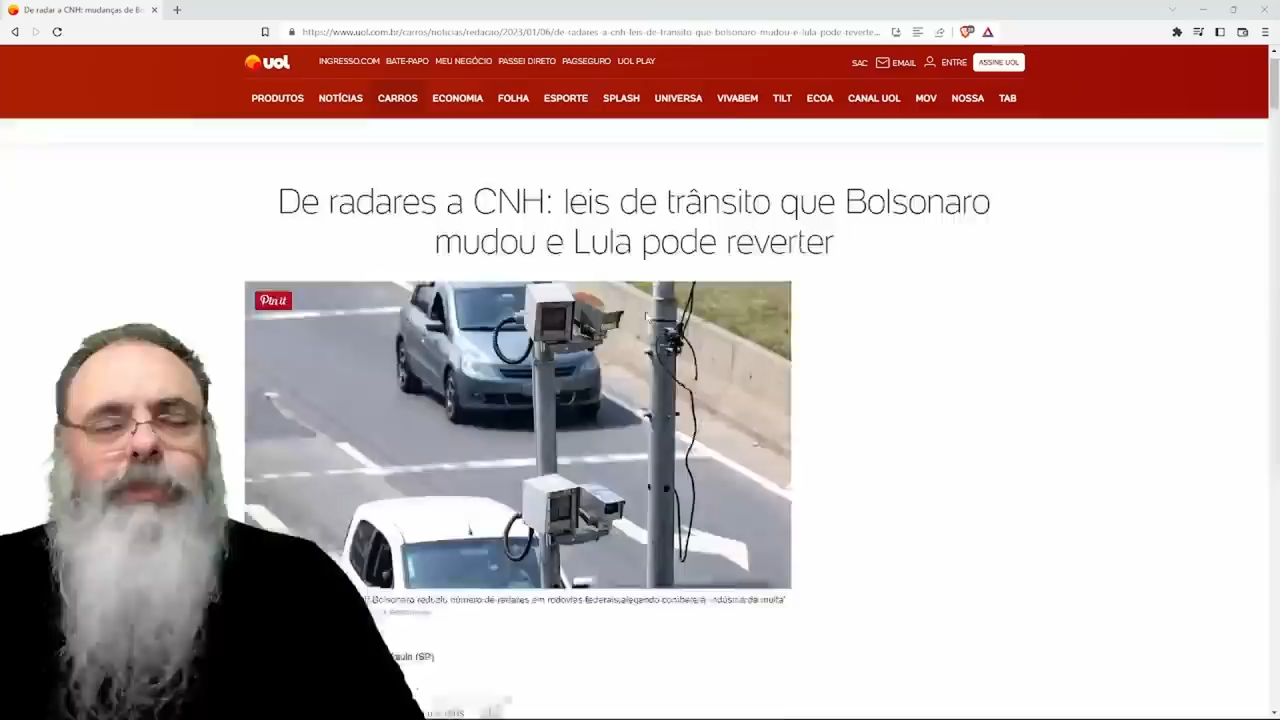 De radar a CNH: mudanças de Bo
https://www.uol.com.br/carros/noticias/redacao/2023/01/06/de-radares-a-cnh-leis-de-transito-que-bolsonaro-mudou-e-lula-pode-reverte...
uol
INGRESSO.COM BATE-PAPO MEU NEGÓCIO PASSEI DIRETO PAGSEGURO UOL PLAY
SAC EMAIL ENTRE ASSINE UOL
PRODUTOS NOTÍCIAS CARROS ECONOMIA FOLHA ESPORTE SPLASH UNIVERSA VIVABEM TILT ECOA CANAL UOL MOV NOSSA TAB
De radares a CNH: leis de trânsito que Bolsonaro
mudou e Lula pode reverter
Pin it
Bolsonaro reduziu número de radares em rodovias federais alegando combater a 'indústria da multa'
(SP)